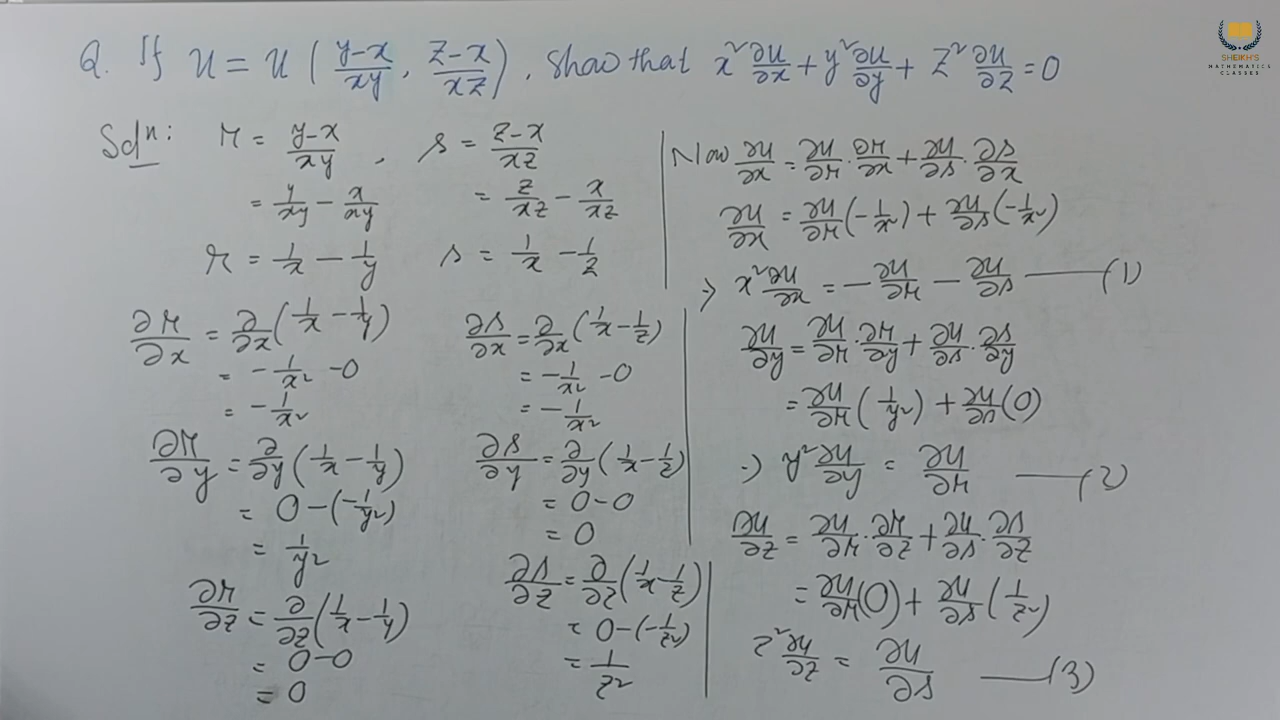 SHEIKH'S
MATHEMATICS
CLASSES
Q. If u = u ( (y-x)/(xy) , (z-x)/(xz) ), show that x² ∂u/∂x + y² ∂u/∂y + z² ∂u/∂z = 0
Solⁿ: r = (y-x)/(xy) , s = (z-x)/(xz)
= y/(xy) - x/(xy)
= z/(xz) - x/(xz)
r = 1/x - 1/y
s = 1/x - 1/z
∂r/∂x = ∂/∂x (1/x - 1/y)
= -1/x² - 0
= -1/x²
∂r/∂y = ∂/∂y (1/x - 1/y)
= 0 - (-1/y²)
= 1/y²
∂r/∂z = ∂/∂z (1/x - 1/y)
= 0 - 0
= 0
∂s/∂x = ∂/∂x (1/x - 1/z)
= -1/x² - 0
= -1/x²
∂s/∂y = ∂/∂y (1/x - 1/z)
= 0 - 0
= 0
∂s/∂z = ∂/∂z (1/x - 1/z)
= 0 - (-1/z²)
= 1/z²
Now ∂u/∂x = ∂u/∂r · ∂r/∂x + ∂u/∂s · ∂s/∂x
∂u/∂x = ∂u/∂r (-1/x²) + ∂u/∂s (-1/x²)
⇒ x² ∂u/∂x = - ∂u/∂r - ∂u/∂s —— (1)
∂u/∂y = ∂u/∂r · ∂r/∂y + ∂u/∂s · ∂s/∂y
= ∂u/∂r (1/y²) + ∂u/∂s (0)
⇒ y² ∂u/∂y = ∂u/∂r —— (2)
∂u/∂z = ∂u/∂r · ∂r/∂z + ∂u/∂s · ∂s/∂z
= ∂u/∂r (0) + ∂u/∂s (1/z²)
z² ∂u/∂z = ∂u/∂s —— (3)